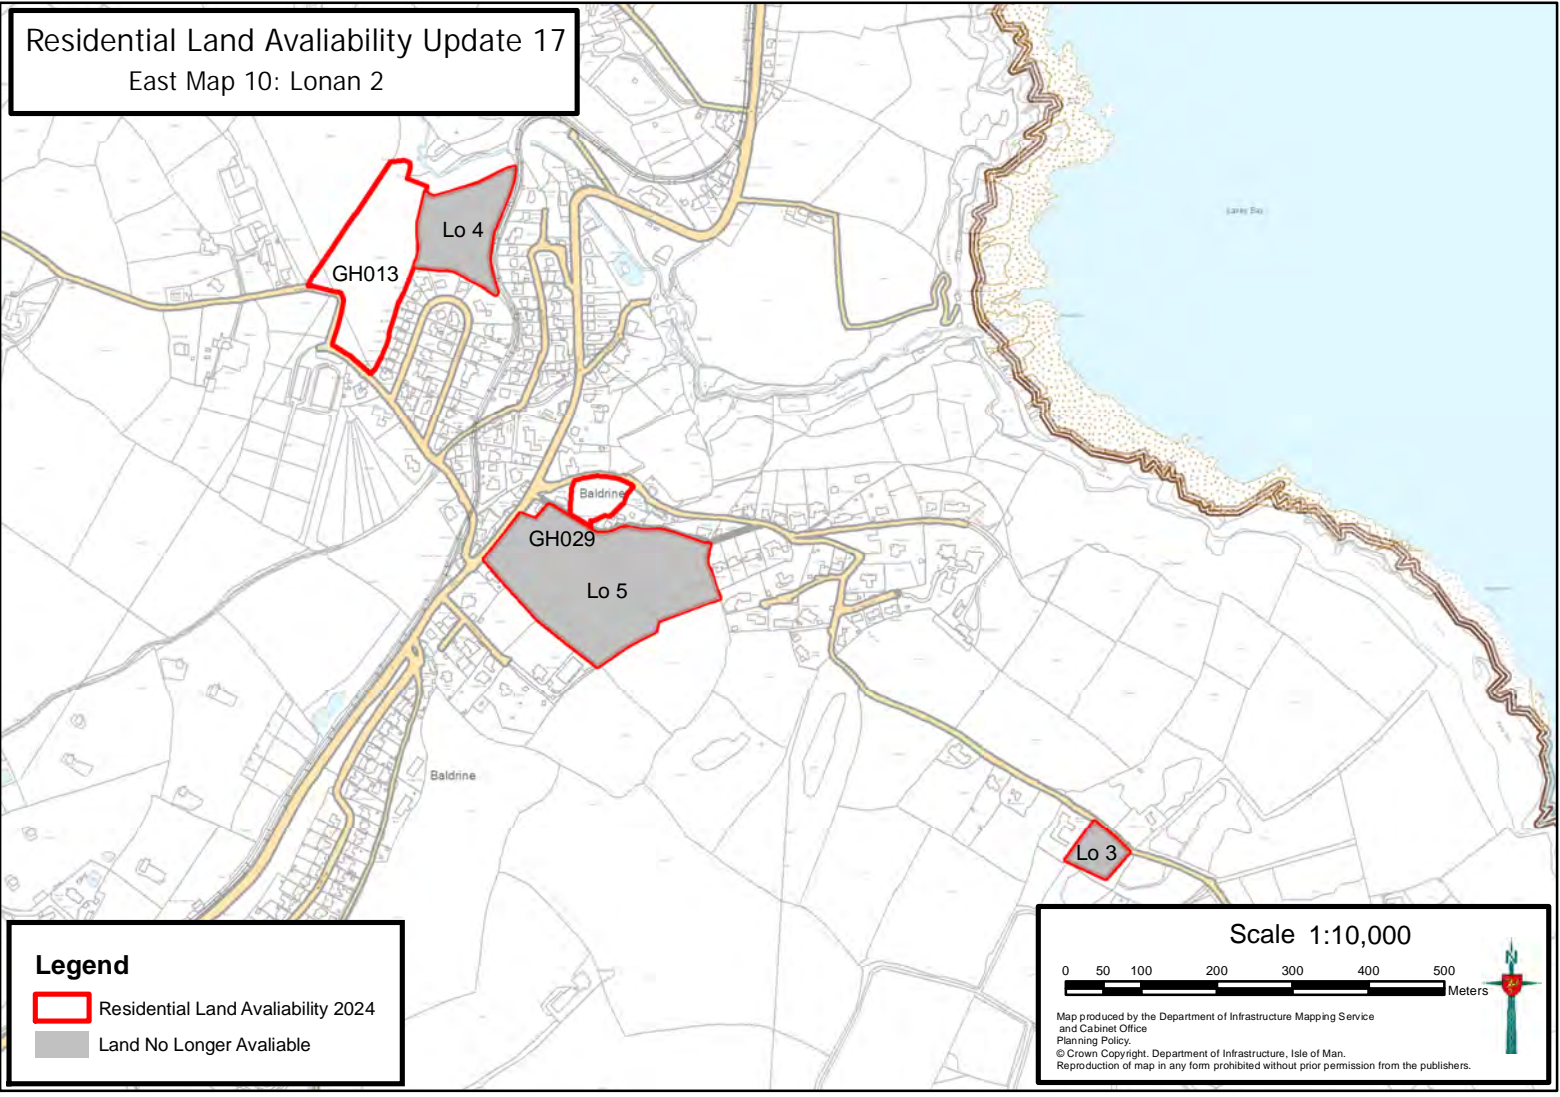 Residential Land Avaliability Update 17
East Map 10: Lonan 2
Laxey Bay
Lo 4
GH013
Baldrine
GH029
Lo 5
Baldrine
Lo 3
Legend
Residential Land Avaliability 2024
Land No Longer Avaliable
Scale 1:10,000
0 50 100 200 300 400 500
Meters
N
Map produced by the Department of Infrastructure Mapping Service
and Cabinet Office
Planning Policy.
© Crown Copyright. Department of Infrastructure, Isle of Man.
Reproduction of map in any form prohibited without prior permission from the publishers.